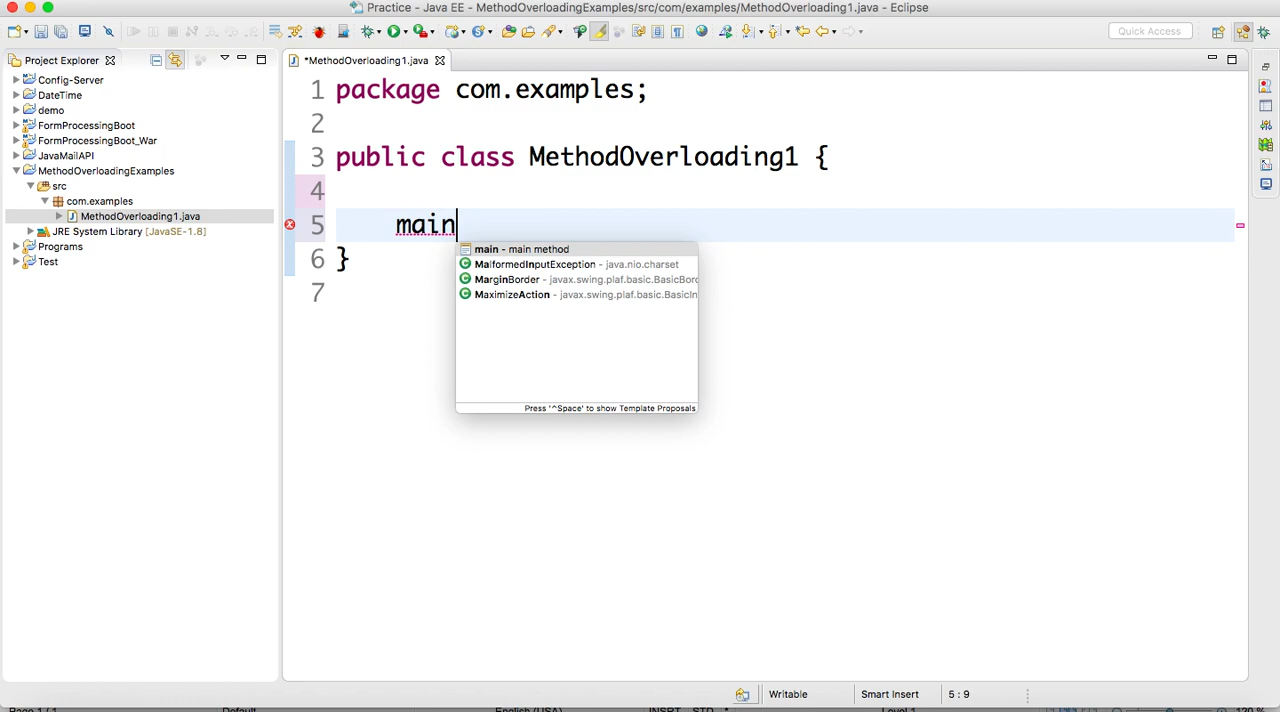 Practice - Java EE - MethodOverloadingExamples/src/com/examples/MethodOverloading1.java - Eclipse
Quick Access
Project Explorer
*MethodOverloading1.java
Config-Server
DateTime
demo
FormProcessingBoot
FormProcessingBoot_War
JavaMailAPI
MethodOverloadingExamples
src
com.examples
MethodOverloading1.java
JRE System Library [JavaSE-1.8]
Programs
Test
1 package com.examples;
2
3 public class MethodOverloading1 {
4
5 main
6 }
7
main - main method
MalformedInputException - java.nio.charset
MarginBorder - javax.swing.plaf.basic.BasicBord
MaximizeAction - javax.swing.plaf.basic.BasicIn
Press '^Space' to show Template Proposals
Writable
Smart Insert
5 : 9